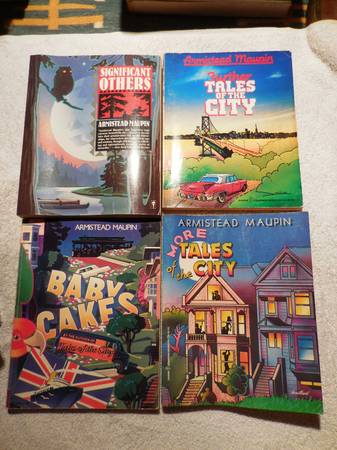 SIGNIFICANT
OTHERS
ARMISTEAD MAUPIN
Armistead Maupin
Further
TALES
OF THE
CITY
ARMISTEAD MAUPIN
BABY
CAKES
ARMISTEAD MAUPIN
MORE
TALES
of the
CITY